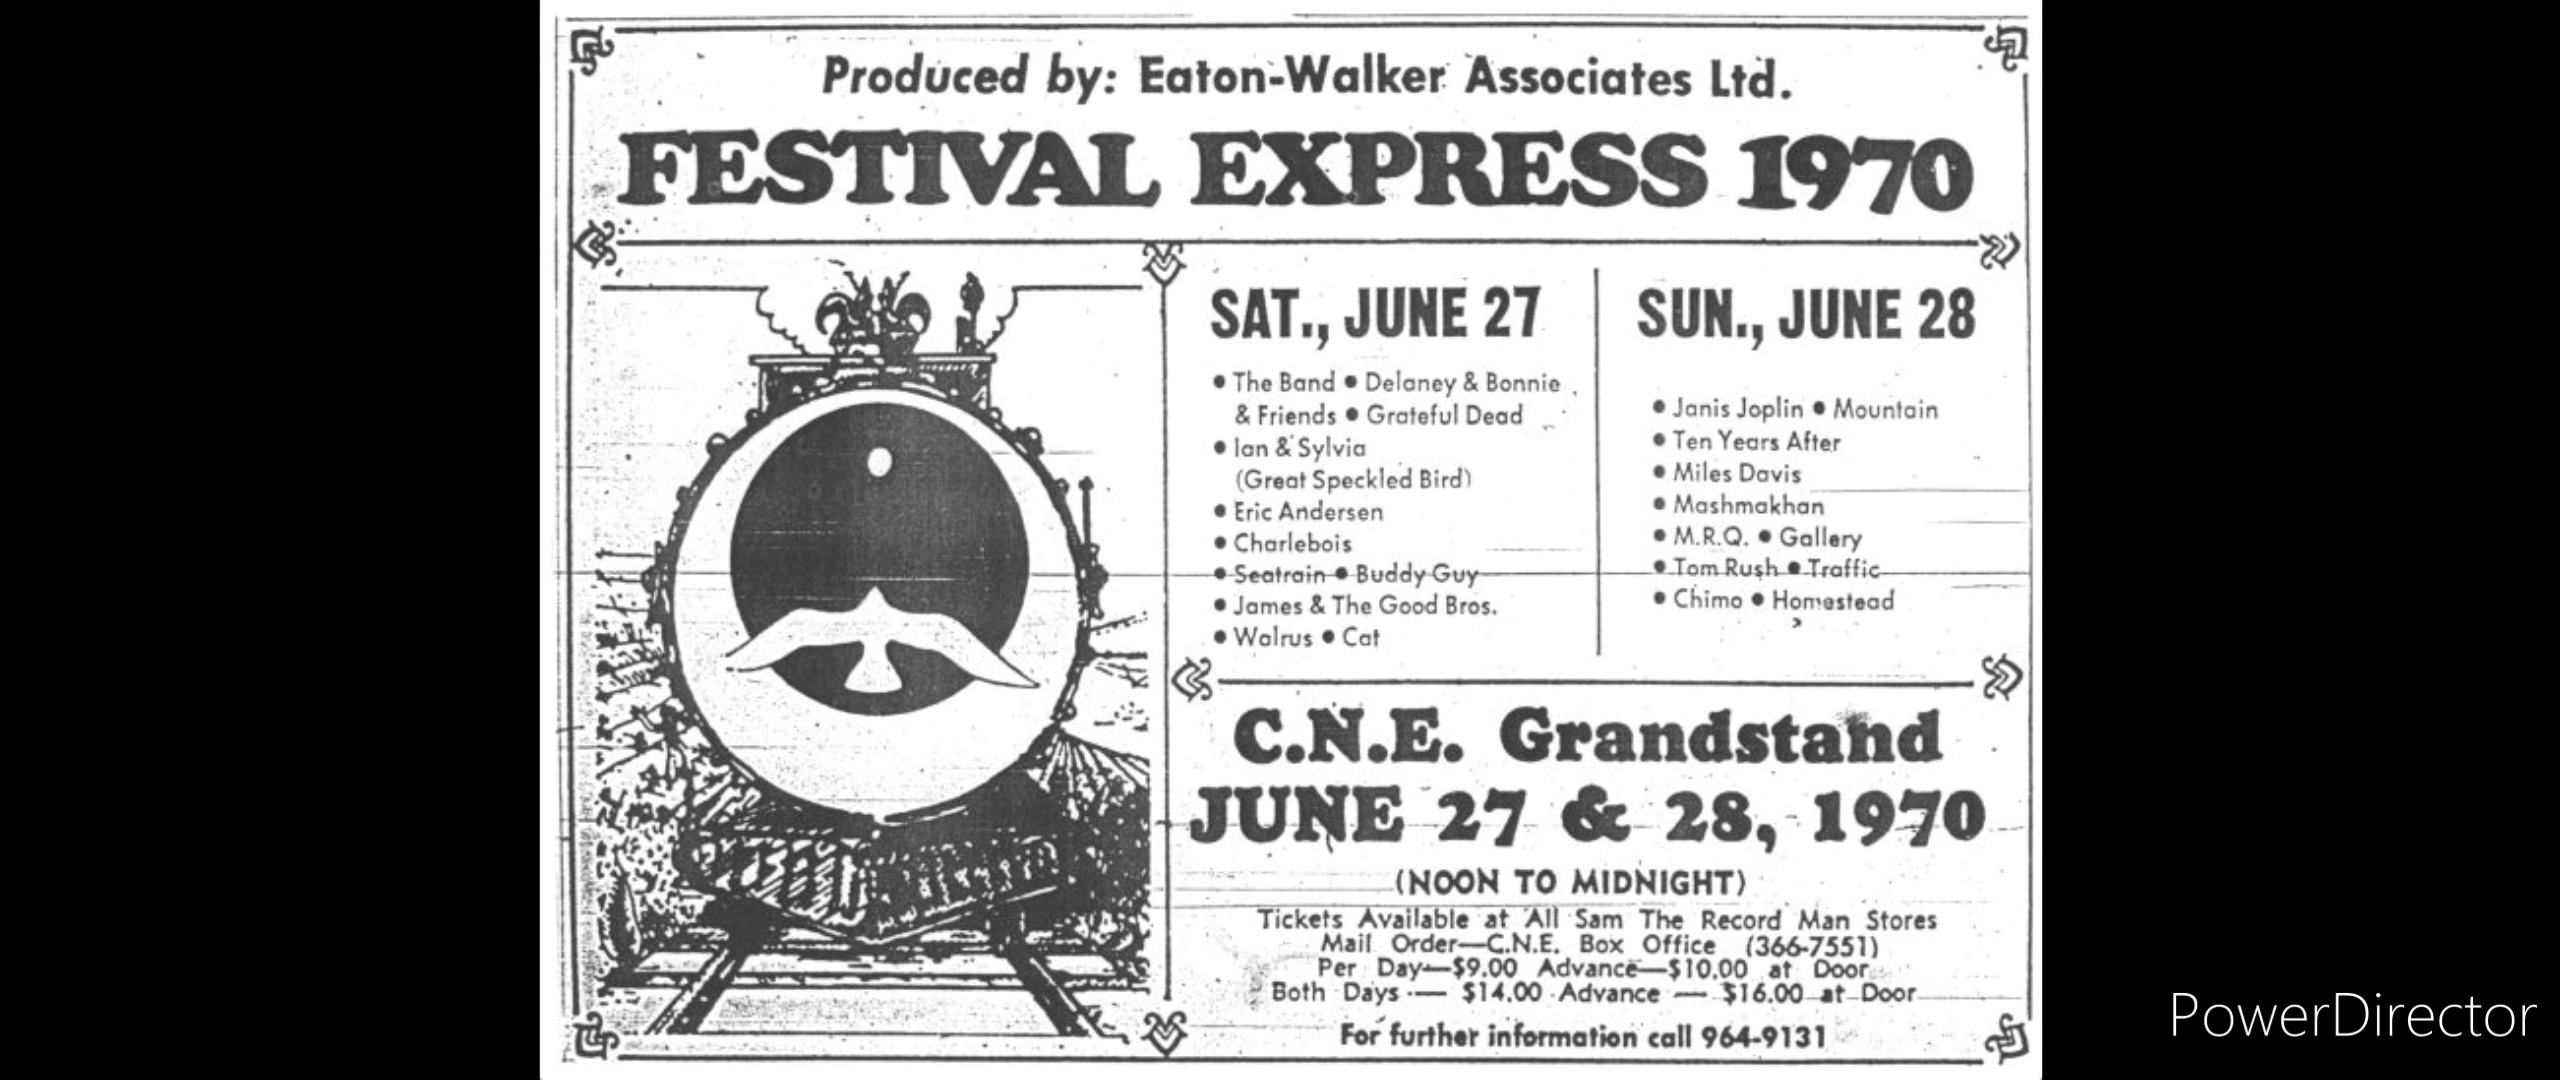 Produced by: Eaton-Walker Associates Ltd.
FESTIVAL EXPRESS 1970
SAT., JUNE 27
• The Band • Delaney & Bonnie
& Friends • Grateful Dead
• Ian & Sylvia
(Great Speckled Bird)
• Eric Andersen
• Charlebois
• Seatrain • Buddy Guy
• James & The Good Bros.
• Walrus • Cat
SUN., JUNE 28
• Janis Joplin • Mountain
• Ten Years After
• Miles Davis
• Mashmakhan
• M.R.Q. • Gallery
• Tom Rush • Traffic
• Chimo • Homestead
C.N.E. Grandstand
JUNE 27 & 28, 1970
(NOON TO MIDNIGHT)
Tickets Available at All Sam The Record Man Stores
Mail Order—C.N.E. Box Office (366-7551)
Per Day—$9.00 Advance—$10.00 at Door
Both Days — $14.00 Advance — $16.00 at Door
For further information call 964-9131
PowerDirector